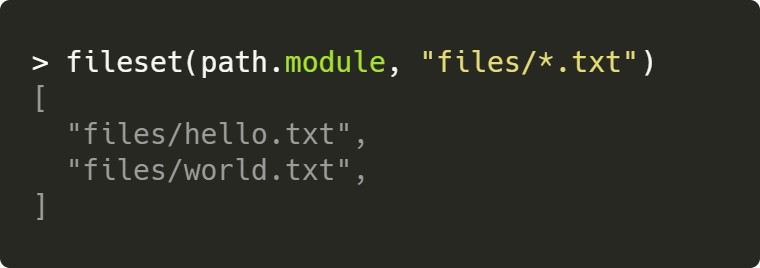 > fileset(path.module, "files/*.txt")
[
  "files/hello.txt",
  "files/world.txt",
]